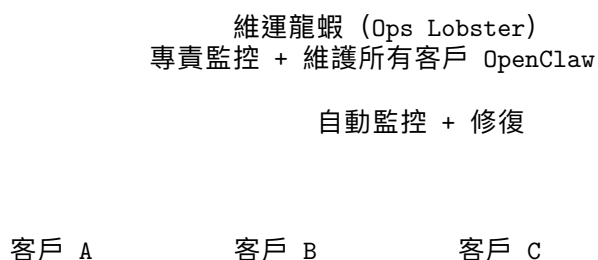 維運龍蝦 (Ops Lobster)
專責監控 + 維護所有客戶 OpenClaw
自動監控 + 修復
客戶 A 客戶 B 客戶 C